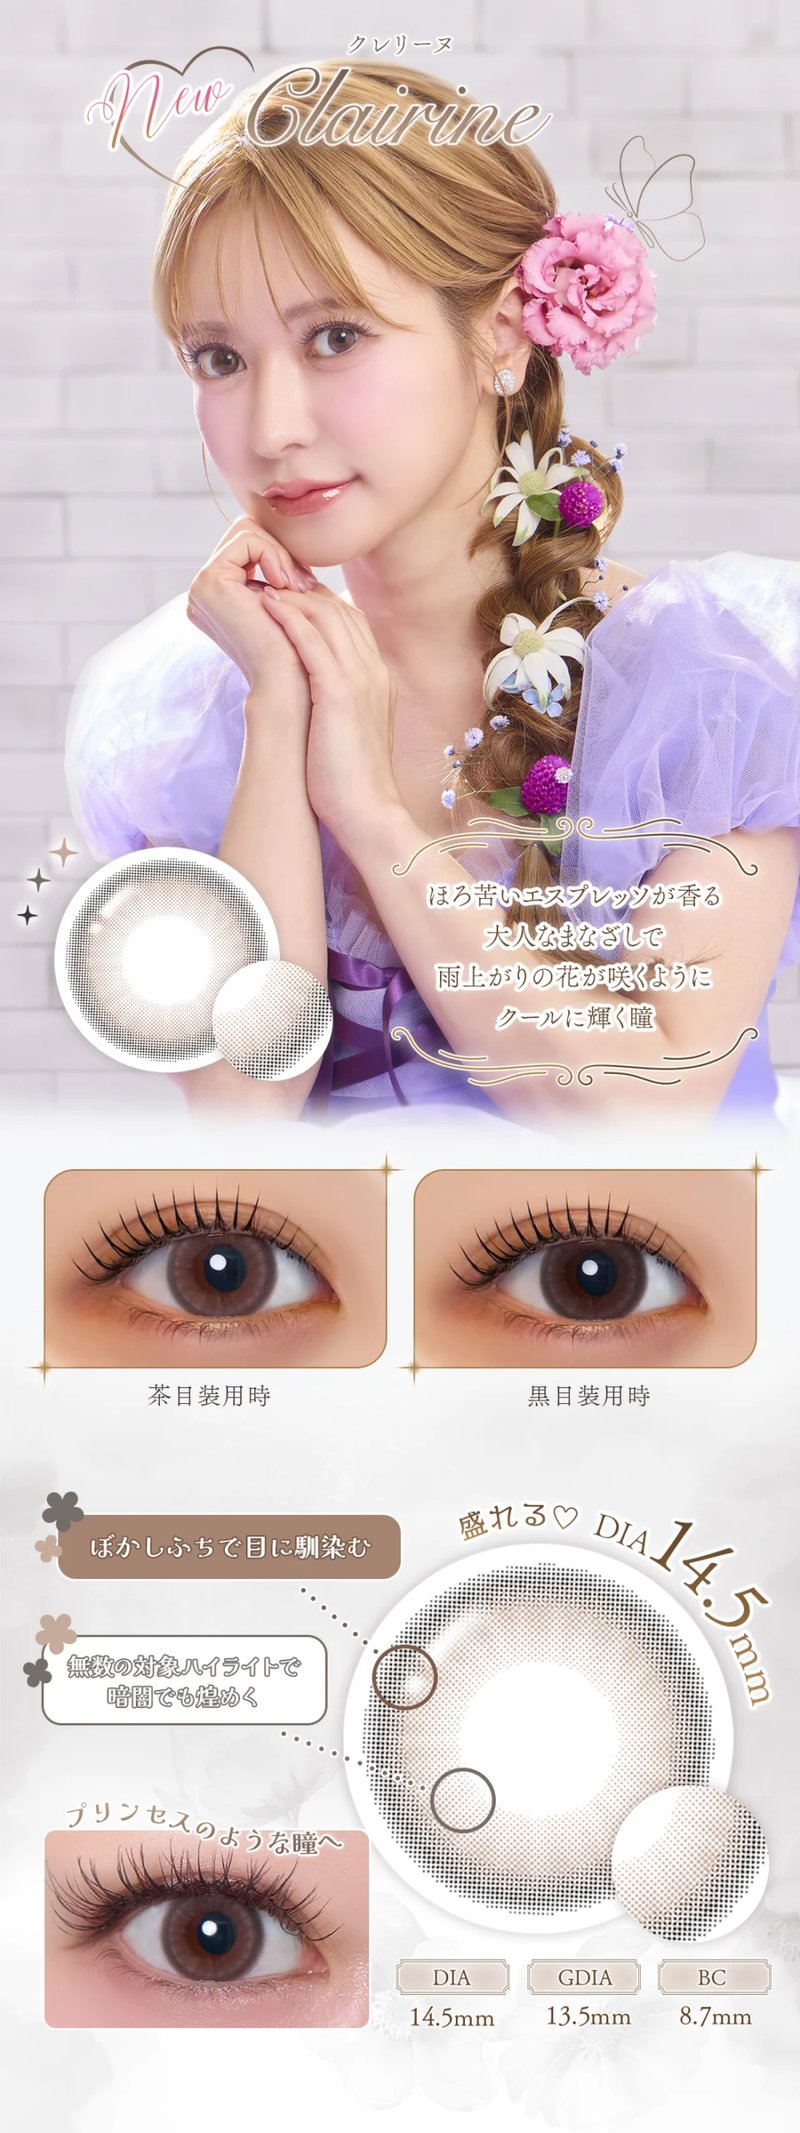 クレリーヌ
New Clairine
ほろ苦いエスプレッソが香る
大人なまなざしで
雨上がりの花が咲くように
クールに輝く瞳
茶目装用時
黒目装用時
盛れる♡ DIA14.5mm
ぼかしふちで目に馴染む
無数の対象ハイライトで
暗闇でも煌めく
プリンセスのような瞳へ
DIA GDIA BC
14.5mm 13.5mm 8.7mm